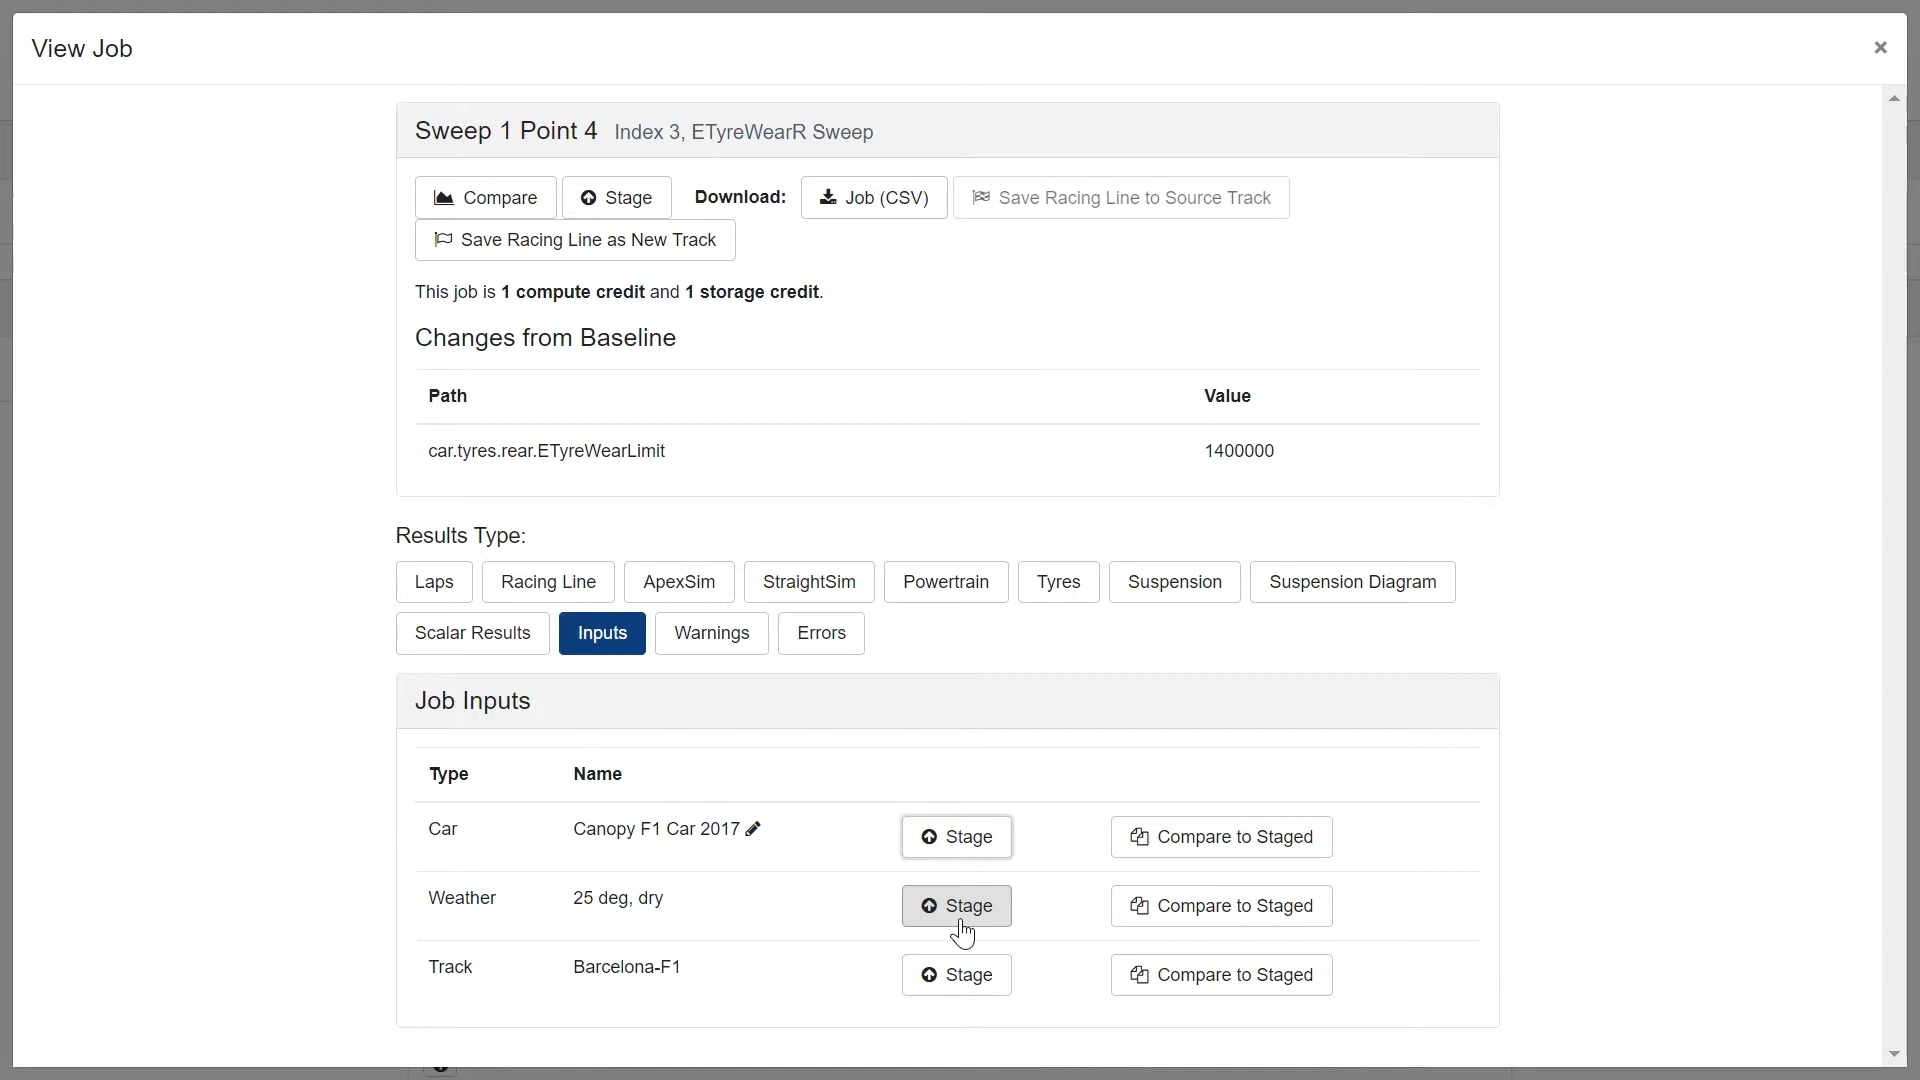 View Job
×
Sweep 1 Point 4 Index 3, ETyreWearR Sweep
Compare Stage Download: Job (CSV) Save Racing Line to Source Track
Save Racing Line as New Track
This job is 1 compute credit and 1 storage credit.
Changes from Baseline
Path Value
car.tyres.rear.ETyreWearLimit 1400000
Results Type:
Laps Racing Line ApexSim StraightSim Powertrain Tyres Suspension Suspension Diagram
Scalar Results Inputs Warnings Errors
Job Inputs
Type Name
Car Canopy F1 Car 2017 Stage Compare to Staged
Weather 25 deg, dry Stage Compare to Staged
Track Barcelona-F1 Stage Compare to Staged